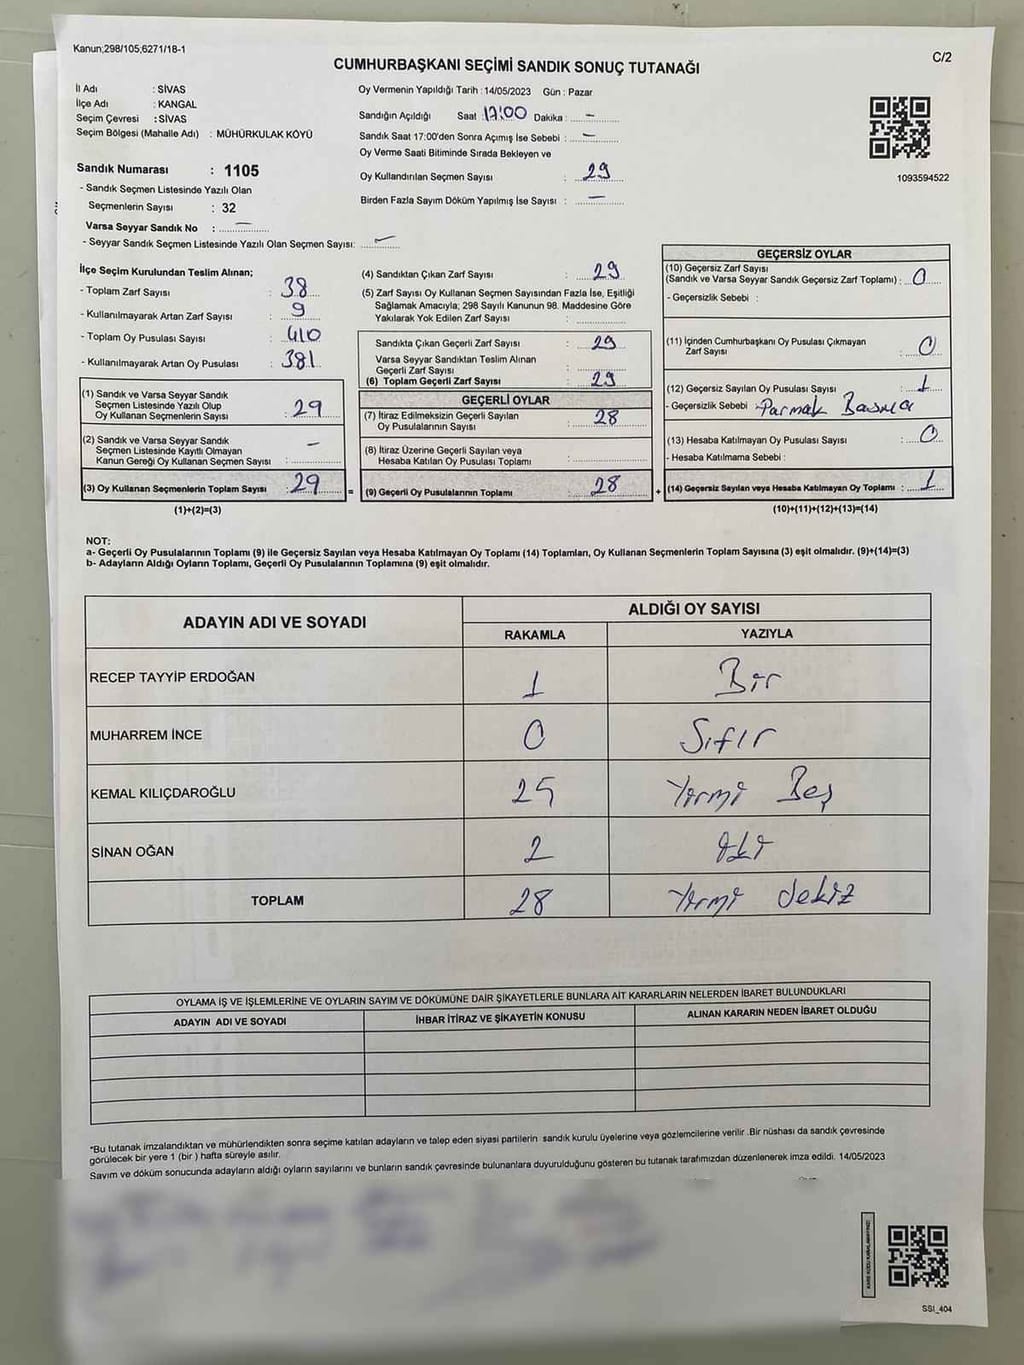 Kanun;298/105;6271/18-1
C/2
CUMHURBAŞKANI SEÇİMİ SANDIK SONUÇ TUTANAĞI
İl Adı : SİVAS
İlçe Adı : KANGAL
Seçim Çevresi : SİVAS
Seçim Bölgesi (Mahalle Adı) : MÜHÜRKULAK KÖYÜ
Sandık Numarası : 1105
- Sandık Seçmen Listesinde Yazılı Olan
Seçmenlerin Sayısı : 32
Varsa Seyyar Sandık No : —
- Seyyar Sandık Seçmen Listesinde Yazılı Olan Seçmen Sayısı: —
Oy Vermenin Yapıldığı Tarih : 14/05/2023 Gün : Pazar
Sandığın Açıldığı Saat : 17:00 Dakika : —
Sandık Saat 17:00'den Sonra Açımış İse Sebebi : —
Oy Verme Saati Bitiminde Sırada Bekleyen ve
Oy Kullandırılan Seçmen Sayısı : 29
Birden Fazla Sayım Döküm Yapılmış İse Sayısı : —
1093594522
İlçe Seçim Kurulundan Teslim Alınan;
- Toplam Zarf Sayısı : 38
- Kullanılmayarak Artan Zarf Sayısı : 9
- Toplam Oy Pusulası Sayısı : 410
- Kullanılmayarak Artan Oy Pusulası : 381
(1) Sandık ve Varsa Seyyar Sandık
Seçmen Listesinde Yazılı Olup
Oy Kullanan Seçmenlerin Sayısı : 29
(2) Sandık ve Varsa Seyyar Sandık
Seçmen Listesinde Kayıtlı Olmayan
Kanun Gereği Oy Kullanan Seçmen Sayısı : —
(3) Oy Kullanan Seçmenlerin Toplam Sayısı : 29
(1)+(2)=(3)
(4) Sandıktan Çıkan Zarf Sayısı : 29
(5) Zarf Sayısı Oy Kullanan Seçmen Sayısından Fazla İse, Eşitliği
Sağlamak Amacıyla; 298 Sayılı Kanunun 98. Maddesine Göre
Yakılarak Yok Edilen Zarf Sayısı :
Sandıkta Çıkan Geçerli Zarf Sayısı : 29
Varsa Seyyar Sandıktan Teslim Alınan
Geçerli Zarf Sayısı :
(6) Toplam Geçerli Zarf Sayısı : 29
GEÇERLİ OYLAR
(7) İtiraz Edilmeksizin Geçerli Sayılan
Oy Pusulalarının Sayısı : 28
(8) İtiraz Üzerine Geçerli Sayılan veya
Hesaba Katılan Oy Pusulası Toplamı :
= (9) Geçerli Oy Pusulalarının Toplamı : 28 +
GEÇERSİZ OYLAR
(10) Geçersiz Zarf Sayısı
(Sandık ve Varsa Seyyar Sandık Geçersiz Zarf Toplamı) : 0
- Geçersizlik Sebebi :
(11) İçinden Cumhurbaşkanı Oy Pusulası Çıkmayan
Zarf Sayısı : 0
(12) Geçersiz Sayılan Oy Pusulası Sayısı : 1
- Geçersizlik Sebebi : Parmak Basma
(13) Hesaba Katılmayan Oy Pusulası Sayısı : 0
- Hesaba Katılmama Sebebi :
(14) Geçersiz Sayılan veya Hesaba Katılmayan Oy Toplamı : 1
(10)+(11)+(12)+(13)=(14)
NOT:
a- Geçerli Oy Pusulalarının Toplamı (9) ile Geçersiz Sayılan veya Hesaba Katılmayan Oy Toplamı (14) Toplamları, Oy Kullanan Seçmenlerin Toplam Sayısına (3) eşit olmalıdır. (9)+(14)=(3)
b- Adayların Aldığı Oyların Toplamı, Geçerli Oy Pusulalarının Toplamına (9) eşit olmalıdır.
ADAYIN ADI VE SOYADI
ALDIĞI OY SAYISI
RAKAMLA YAZIYLA
RECEP TAYYİP ERDOĞAN 1 Bir
MUHARREM İNCE 0 Sıfır
KEMAL KILIÇDAROĞLU 25 Yirmi Beş
SİNAN OĞAN 2 İki
TOPLAM 28 Yirmi Sekiz
OYLAMA İŞ VE İŞLEMLERİNE VE OYLARIN SAYIM VE DÖKÜMÜNE DAİR ŞİKAYETLERLE BUNLARA AİT KARARLARIN NELERDEN İBARET BULUNDUKLARI
ADAYIN ADI VE SOYADI İHBAR İTİRAZ VE ŞİKAYETİN KONUSU ALINAN KARARIN NEDEN İBARET OLDUĞU
*Bu tutanak imzalandıktan ve mühürlendikten sonra seçime katılan adayların ve talep eden siyasi partilerin sandık kurulu üyelerine veya gözlemcilerine verilir .Bir nüshası da sandık çevresinde
görülecek bir yere 1 (bir ) hafta süreyle asılır.
Sayım ve döküm sonucunda adayların aldığı oyların sayılarını ve bunların sandık çevresinde bulunanlara duyurulduğunu gösteren bu tutanak tarafımızdan düzenlenerek imza edildi. 14/05/2023
SSI_404